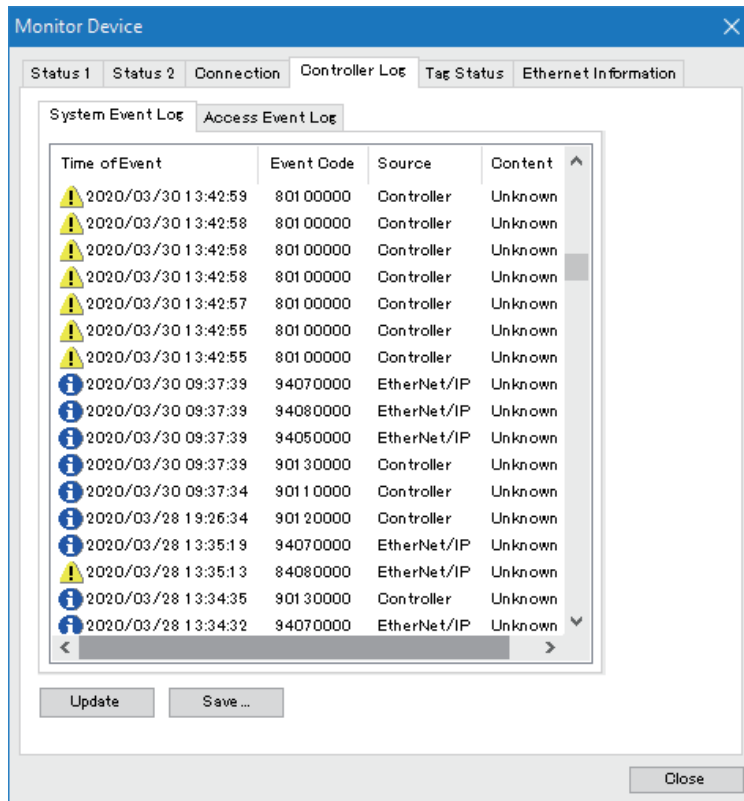 Monitor Device
Status 1 Status 2 Connection Controller Log Tag Status Ethernet Information
System Event Log Access Event Log
Time of Event Event Code Source Content
2020/03/30 13:42:59 80100000 Controller Unknown
2020/03/30 13:42:58 80100000 Controller Unknown
2020/03/30 13:42:58 80100000 Controller Unknown
2020/03/30 13:42:58 80100000 Controller Unknown
2020/03/30 13:42:57 80100000 Controller Unknown
2020/03/30 13:42:55 80100000 Controller Unknown
2020/03/30 13:42:55 80100000 Controller Unknown
2020/03/30 09:37:39 94070000 EtherNet/IP Unknown
2020/03/30 09:37:39 94080000 EtherNet/IP Unknown
2020/03/30 09:37:39 94050000 EtherNet/IP Unknown
2020/03/30 09:37:39 90130000 Controller Unknown
2020/03/30 09:37:34 90110000 Controller Unknown
2020/03/28 19:26:34 90120000 Controller Unknown
2020/03/28 13:35:19 94070000 EtherNet/IP Unknown
2020/03/28 13:35:13 84080000 EtherNet/IP Unknown
2020/03/28 13:34:35 90130000 Controller Unknown
2020/03/28 13:34:32 94070000 EtherNet/IP Unknown
Update Save...
Close